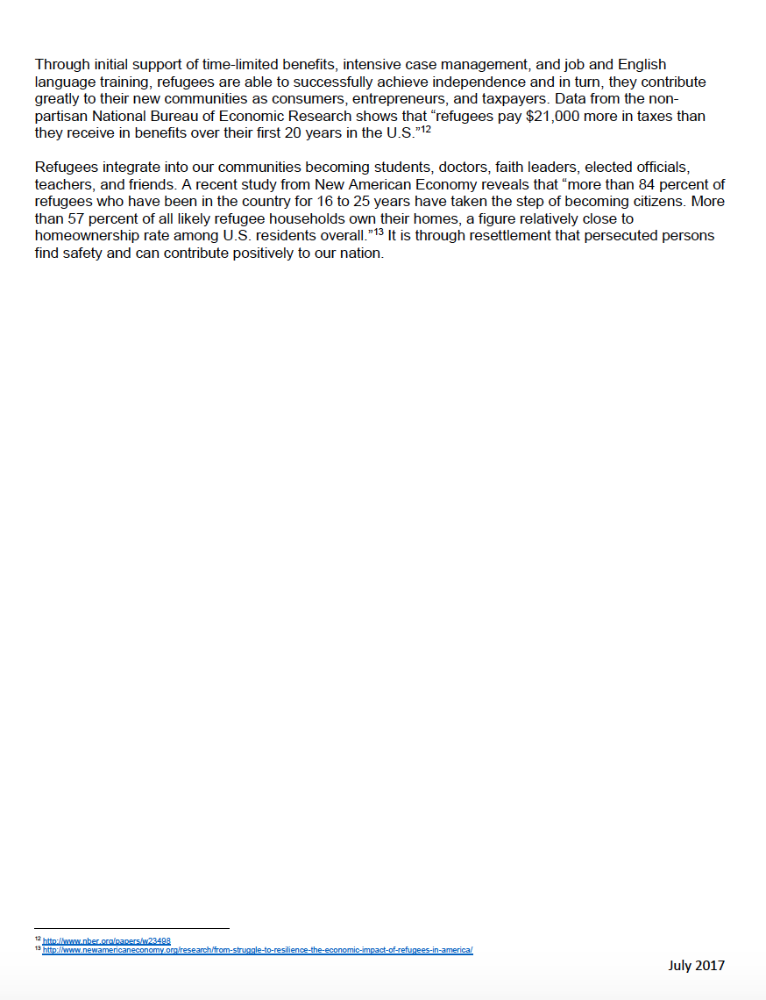 Through initial support of time-limited benefits, intensive case management, and job and English
language training, refugees are able to successfully achieve independence and in turn, they contribute
greatly to their new communities as consumers, entrepreneurs, and taxpayers. Data from the non-
partisan National Bureau of Economic Research shows that “refugees pay $21,000 more in taxes than
they receive in benefits over their first 20 years in the U.S.”12
Refugees integrate into our communities becoming students, doctors, faith leaders, elected officials,
teachers, and friends. A recent study from New American Economy reveals that “more than 84 percent of
refugees who have been in the country for 16 to 25 years have taken the step of becoming citizens. More
than 57 percent of all likely refugee households own their homes, a figure relatively close to
homeownership rate among U.S. residents overall.”13 It is through resettlement that persecuted persons
find safety and can contribute positively to our nation.
12 http://www.nber.org/papers/w23498
13 http://www.newamericaneconomy.org/research/from-struggle-to-resilience-the-economic-impact-of-refugees-in-america/
July 2017